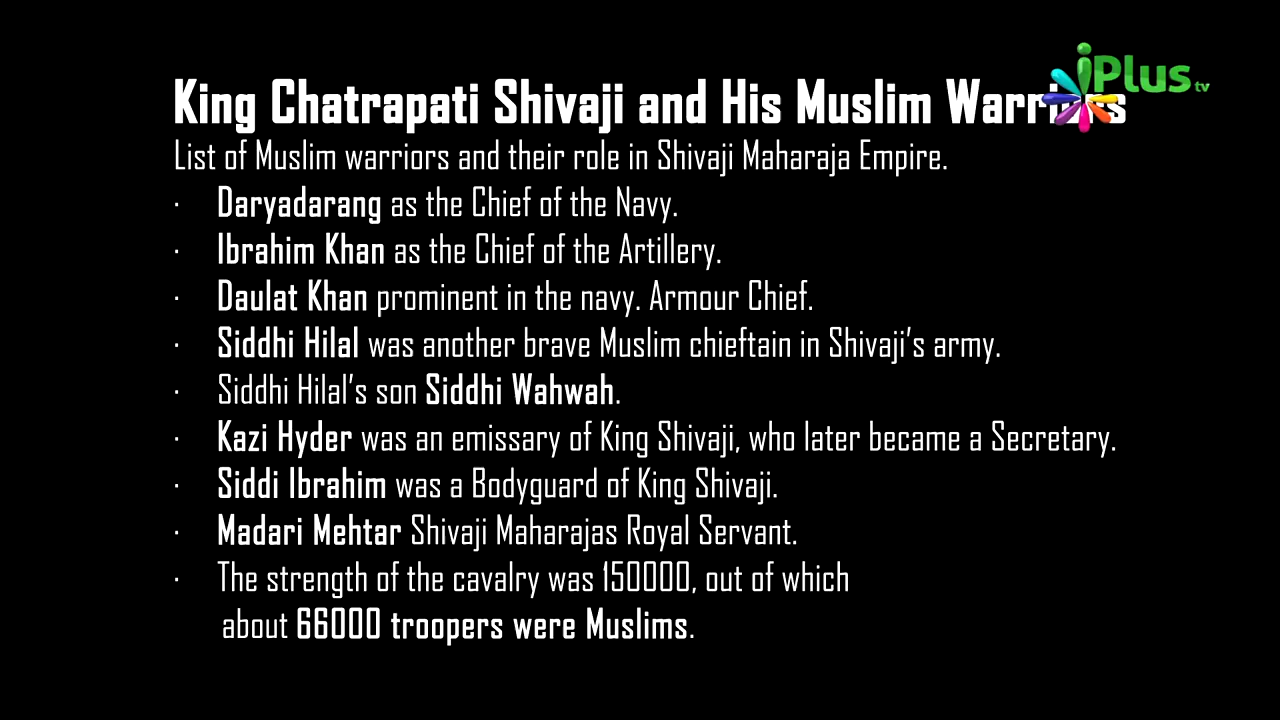 iPlus tv
King Chatrapati Shivaji and His Muslim Warriors
List of Muslim warriors and their role in Shivaji Maharaja Empire.
· Daryadarang as the Chief of the Navy.
· Ibrahim Khan as the Chief of the Artillery.
· Daulat Khan prominent in the navy. Armour Chief.
· Siddhi Hilal was another brave Muslim chieftain in Shivaji’s army.
· Siddhi Hilal’s son Siddhi Wahwah.
· Kazi Hyder was an emissary of King Shivaji, who later became a Secretary.
· Siddi Ibrahim was a Bodyguard of King Shivaji.
· Madari Mehtar Shivaji Maharajas Royal Servant.
· The strength of the cavalry was 150000, out of which
about 66000 troopers were Muslims.